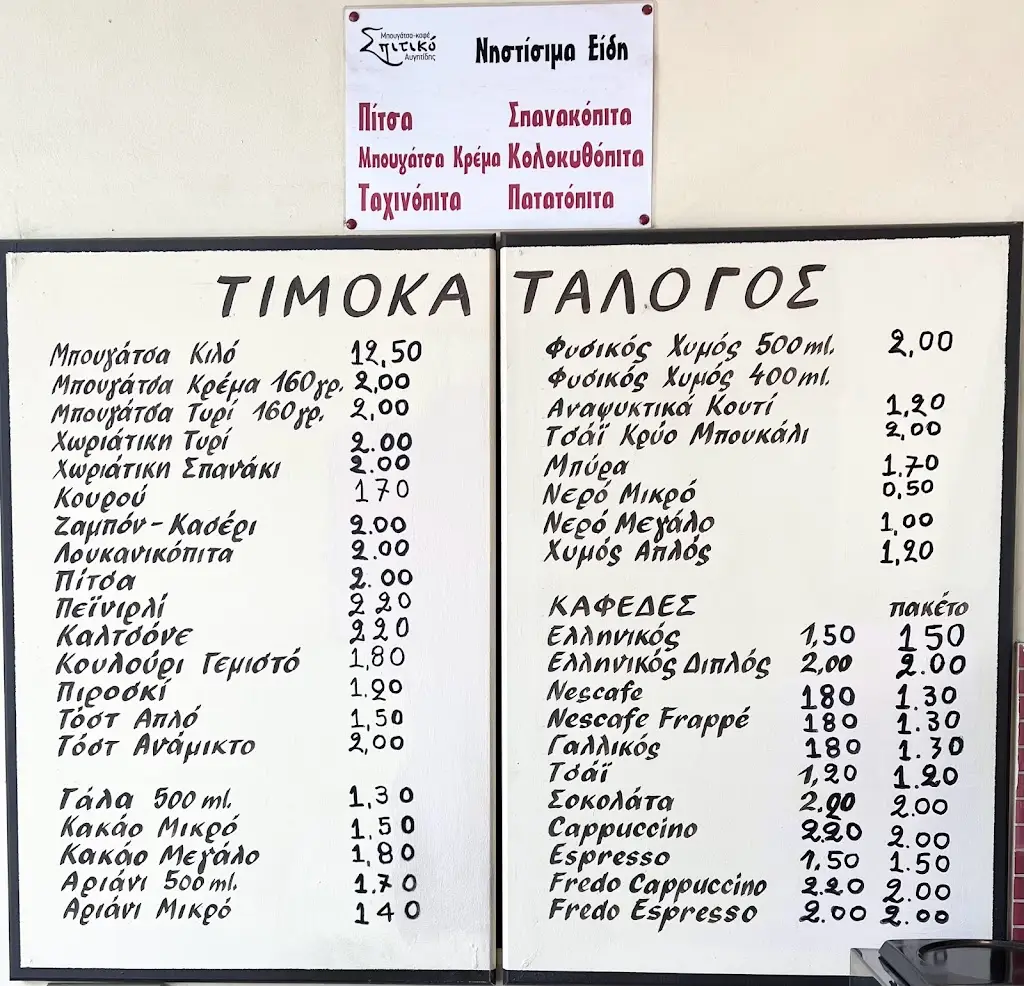 Μπουγάτσα-καφέ
Σπιτικό
Αυγητίδης
Νηστίσιμα Είδη
Πίτσα Σπανακόπιτα
Μπουγάτσα Κρέμα Κολοκυθόπιτα
Ταχινόπιτα Πατατόπιτα
ΤΙΜΟΚΑΤΑΛΟΓΟΣ
Μπουγάτσα Κιλό 12,50
Μπουγάτσα Κρέμα 160γρ. 2,00
Μπουγάτσα Τυρί 160γρ. 2,00
Χωριάτικη Τυρί 2.00
Χωριάτικη Σπανάκι 2.00
Κουρού 170
Ζαμπόν-Κασέρι 2.00
Λουκανικόπιτα 2.00
Πίτσα 2.00
Πεϊνιρλί 220
Καλτσόνε 220
Κουλούρι Γεμιστό 1,80
Πιροσκί 1.20
Τόστ Απλό 1,50
Τόστ Ανάμικτο 2,00
Γάλα 500 ml. 1,30
Κακάο Μικρό 1,50
Κακάο Μεγάλο 1,80
Αριάνι 500 ml. 1.70
Αριάνι Μικρό 140
Φυσικός Χυμός 500 ml. 2,00
Φυσικός Χυμός 400 ml.
Αναψυκτικά Κουτί 1,20
Τσάϊ Κρύο Μπουκάλι 2,00
Μπύρα 1.70
Νερό Μικρό 0,50
Νερό Μεγάλο 1,00
Χυμός Απλός 1,20
ΚΑΦΕΔΕΣ πακέτο
Ελληνικός 1,50 150
Ελληνικός Διπλός 2,00 2.00
Nescafe 180 1.30
Nescafe Frappé 180 1.30
Γαλλικός 180 1.30
Τσάϊ 1,20 1.20
Σοκολάτα 2.00 2.00
Cappuccino 220 2.00
Espresso 1,50 1.50
Fredo Cappuccino 220 2.00
Fredo Espresso 2.00 2.00